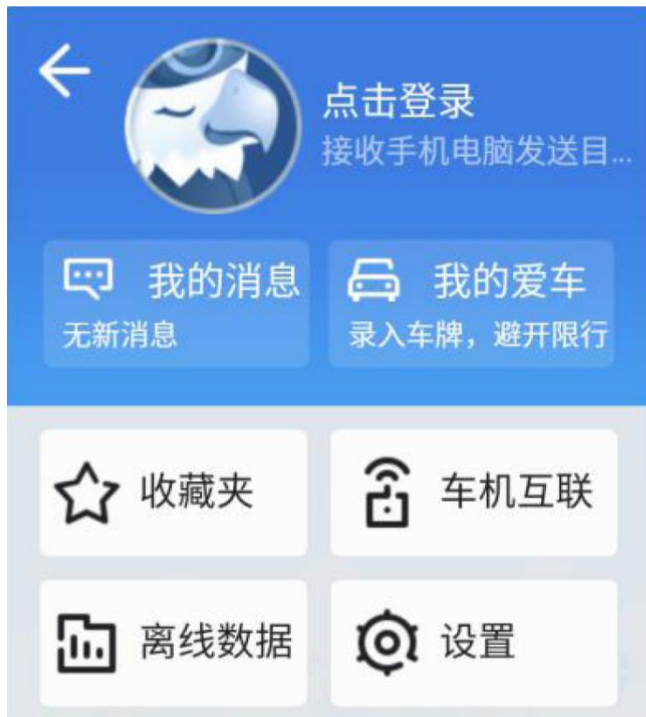 点击登录
接收手机电脑发送目...
我的消息
无新消息
我的爱车
录入车牌，避开限行
收藏夹
车机互联
离线数据
设置